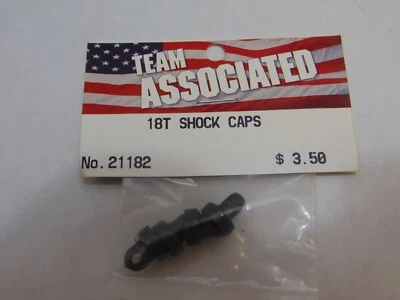 TEAM
ASSOCIATED
18T SHOCK CAPS
No. 21182 $ 3.50